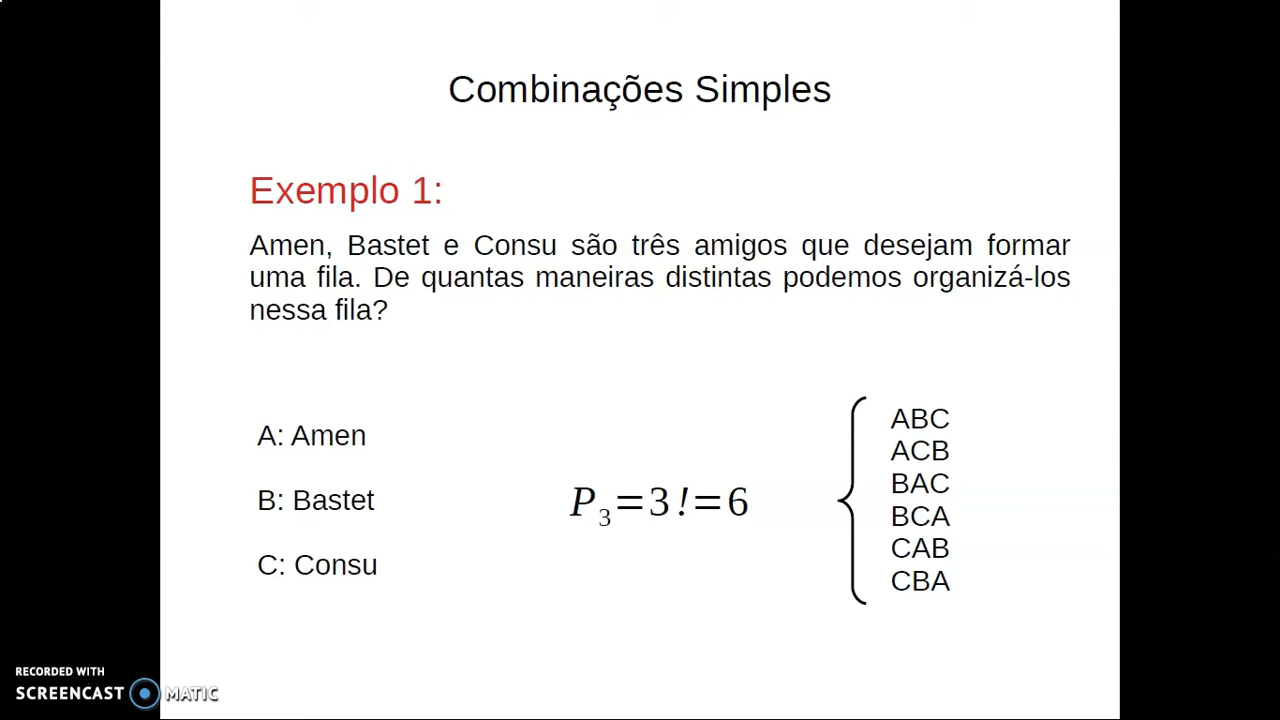 Combinações Simples
Exemplo 1:
Amen, Bastet e Consu são três amigos que desejam formar
uma fila. De quantas maneiras distintas podemos organizá-los
nessa fila?
A: Amen
B: Bastet
C: Consu
P₃=3!=6
ABC
ACB
BAC
BCA
CAB
CBA
RECORDED WITH
SCREENCAST MATIC